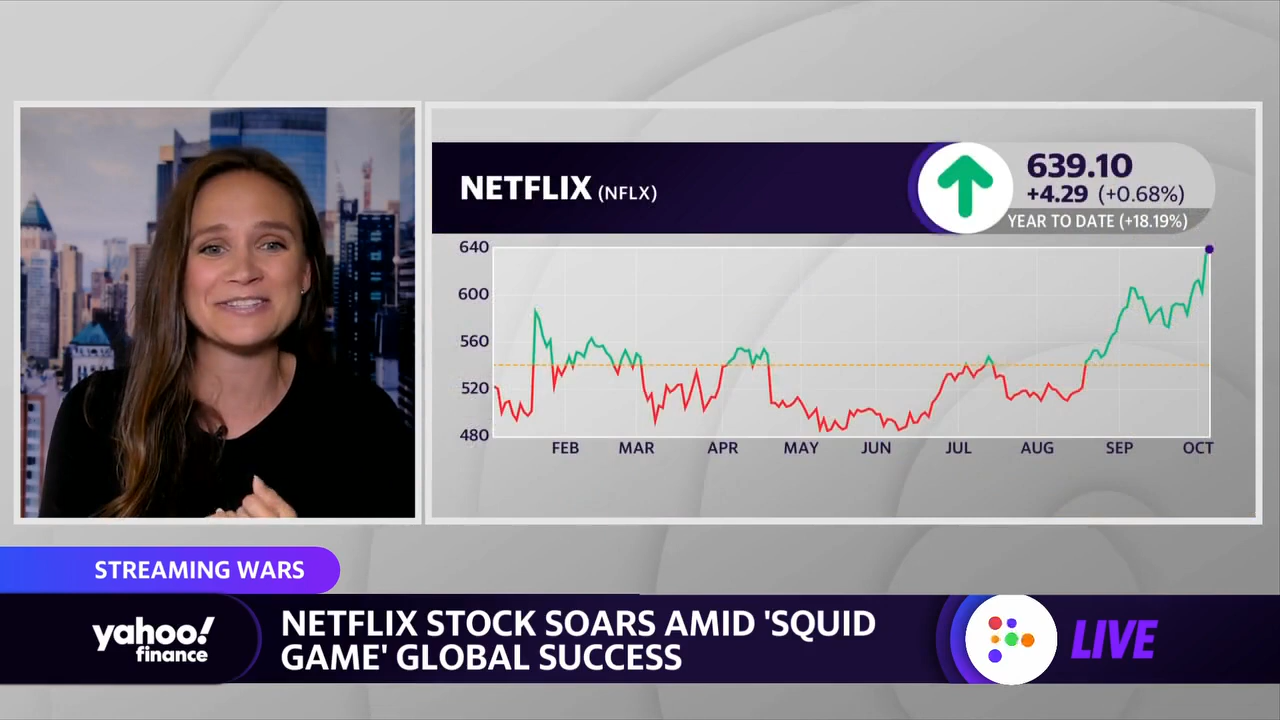 NETFLIX (NFLX)
639.10
+4.29 (+0.68%)
YEAR TO DATE (+18.19%)
640
600
560
520
480
FEB MAR APR MAY JUN JUL AUG SEP OCT
STREAMING WARS
yahoo!
finance
NETFLIX STOCK SOARS AMID 'SQUID
GAME' GLOBAL SUCCESS
LIVE